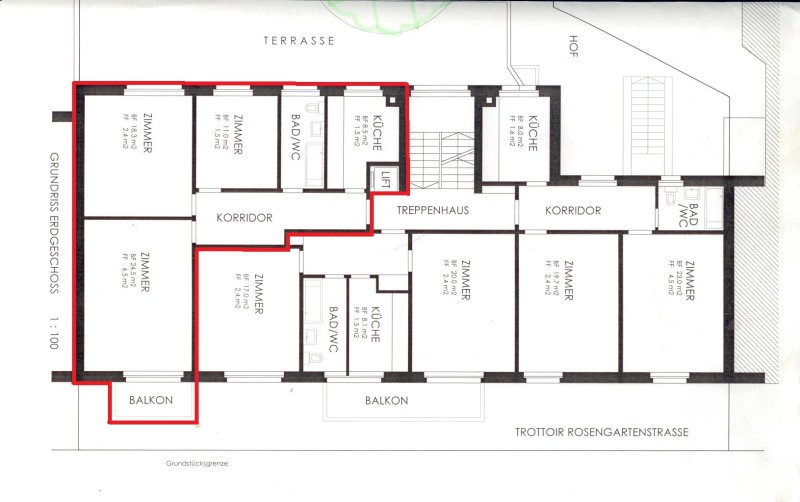 TERRASSE
HOF
ZIMMER
BF 18.3 m2
FF 2.4 m2
ZIMMER
BF 11.0 m2
FF 1.5 m2
BAD/WC
KÜCHE
BF 8.5 m2
FF 1.5 m2
LIFT
KÜCHE
BF 8.0 m2
FF 1.6 m2
KORRIDOR
TREPPENHAUS
KORRIDOR
BAD
/WC
GRUNDRISS ERDGESCHOSS 1 : 100
ZIMMER
BF 24.5 m2
FF 4.5 m2
ZIMMER
BF 17.0 m2
FF 2.4 m2
BAD/WC
KÜCHE
BF 8.1 m2
FF 1.5 m2
ZIMMER
BF 20.0 m2
FF 2.4 m2
ZIMMER
BF 19.7 m2
FF 2.4 m2
ZIMMER
BF 23.0 m2
FF 4.5 m2
BALKON
BALKON
TROTTOIR ROSENGARTENSTRASSE
Grundstücksgrenze